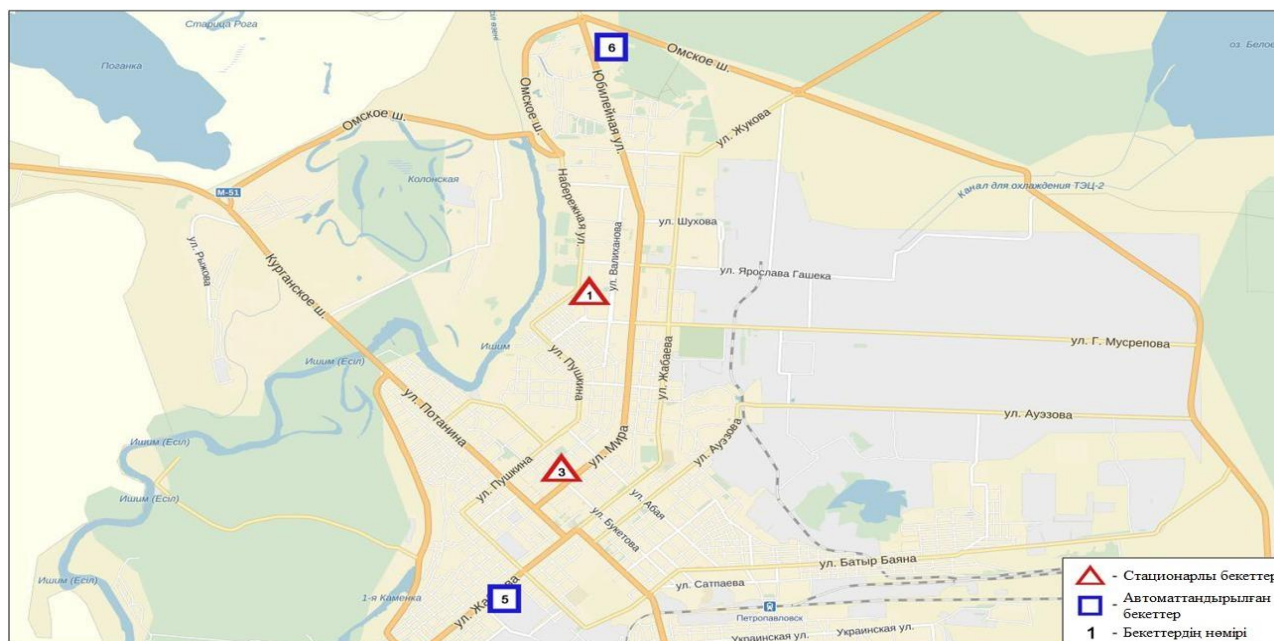 Старица Рога
Поганка
оз. Белое
6
Омское ш.
Юбилейная ул.
Омское ш.
Омское ш.
ул. Жукова
Колонская
Канал для охлаждения ТЭЦ-2
М-51
Набережная ул.
ул. Шухова
ул. Валиханова
ул. Рыжова
ул. Ярослава Гашека
Курганское ш.
1
Ишим
ул. Г. Мусрепова
Ишим (Есіл)
ул. Пушкина
ул. Жабаева
ул. Потанина
ул. Ауэзова
ул. Ауэзова
ул. Мира
Ишим (Есіл)
ул. Пушкина
3
ул. Абая
Ишим (Есіл)
ул. Букетова
ул. Батыр Баяна
Ишим (Есіл)
ул. Сатпаева
1-я Каменка
5
Петропавловск
Украинская ул.
Украинская ул.
- Стационарлы бекеттер
- Автоматтандырылған
бекеттер
1 - Бекеттердің нөмірі